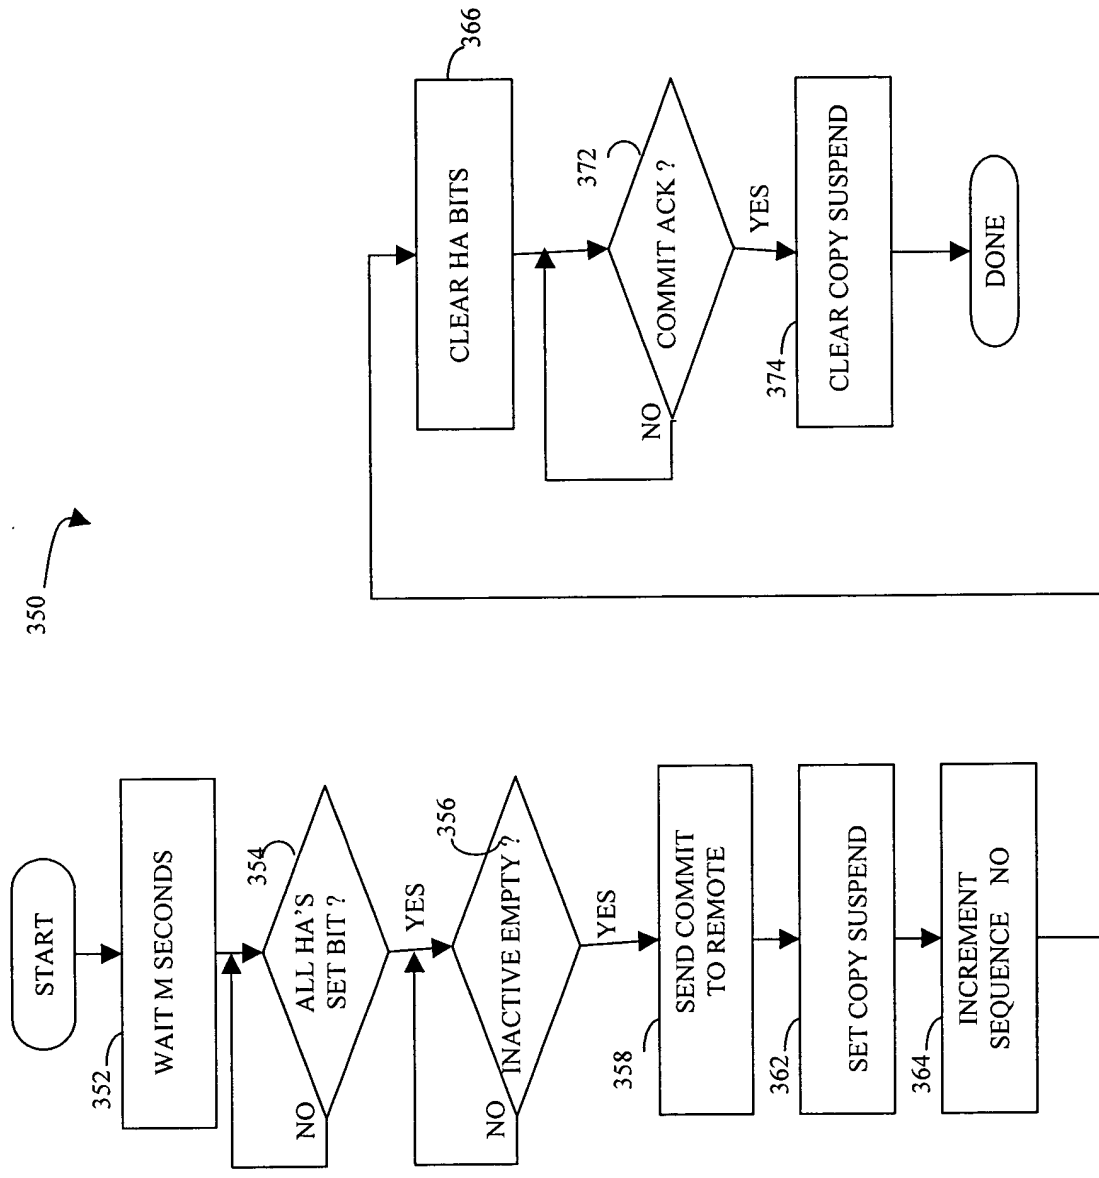 350
START
352
WAIT M SECONDS
354
ALL HA'S
SET BIT ?
NO
YES
356
INACTIVE EMPTY ?
NO
YES
358
SEND COMMIT
TO REMOTE
362
SET COPY SUSPEND
364
INCREMENT
SEQUENCE NO
366
CLEAR HA BITS
372
COMMIT ACK ?
NO
YES
374
CLEAR COPY SUSPEND
DONE